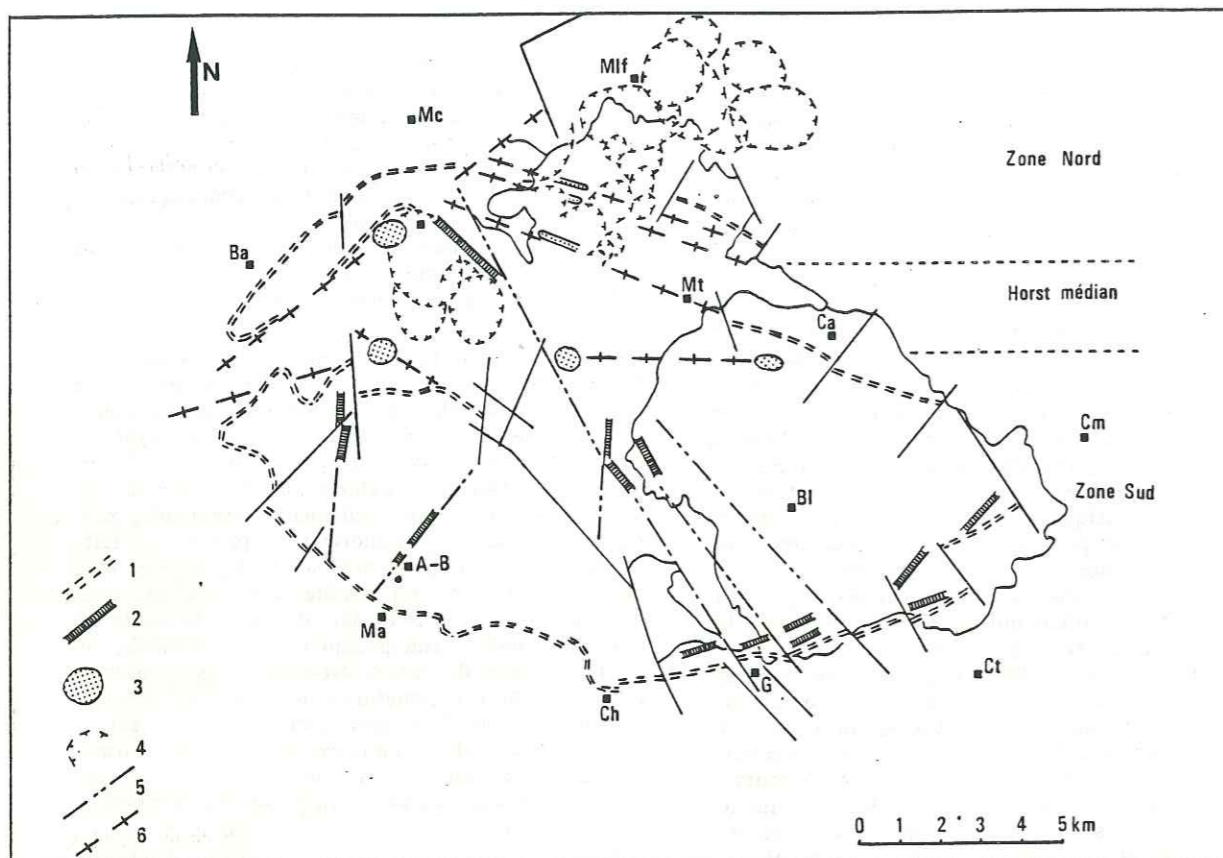 N
Mlf
Mc
Zone Nord
Ba
Mt
Horst médian
Ca
Cm
Bl
Zone Sud
1
A-B
2
Ma
Ct
G
3
Ch
4
5
6
0 1 2 3 4 5 km